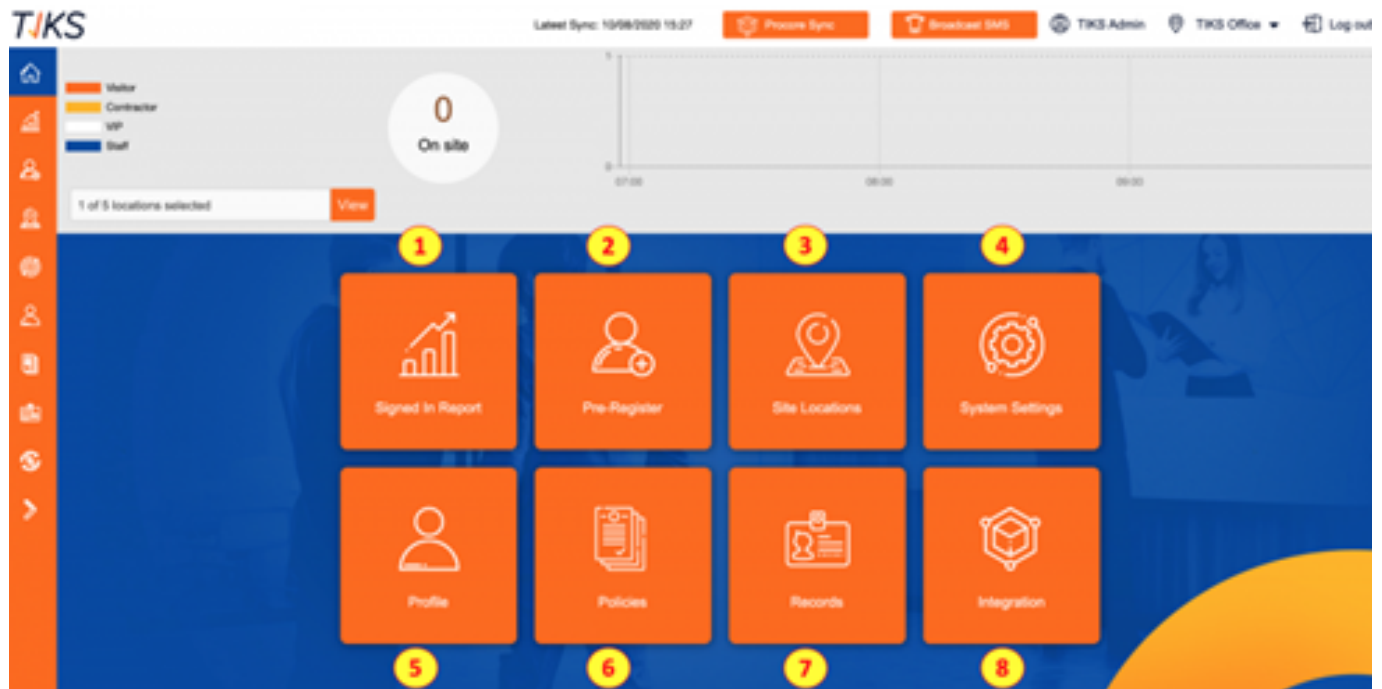 TIKS
Latest Sync: 10/08/2020 15:27
Procore Sync
Broadcast SMS
TIKS Admin
TIKS Office
Log out
Visitor
Contractor
VIP
Staff
0
On site
5
0
07:00
08:00
09:00
1 of 5 locations selected
View
1
2
3
4
Signed In Report
Pre-Register
Site Locations
System Settings
Profile
Policies
Records
Integration
5
6
7
8